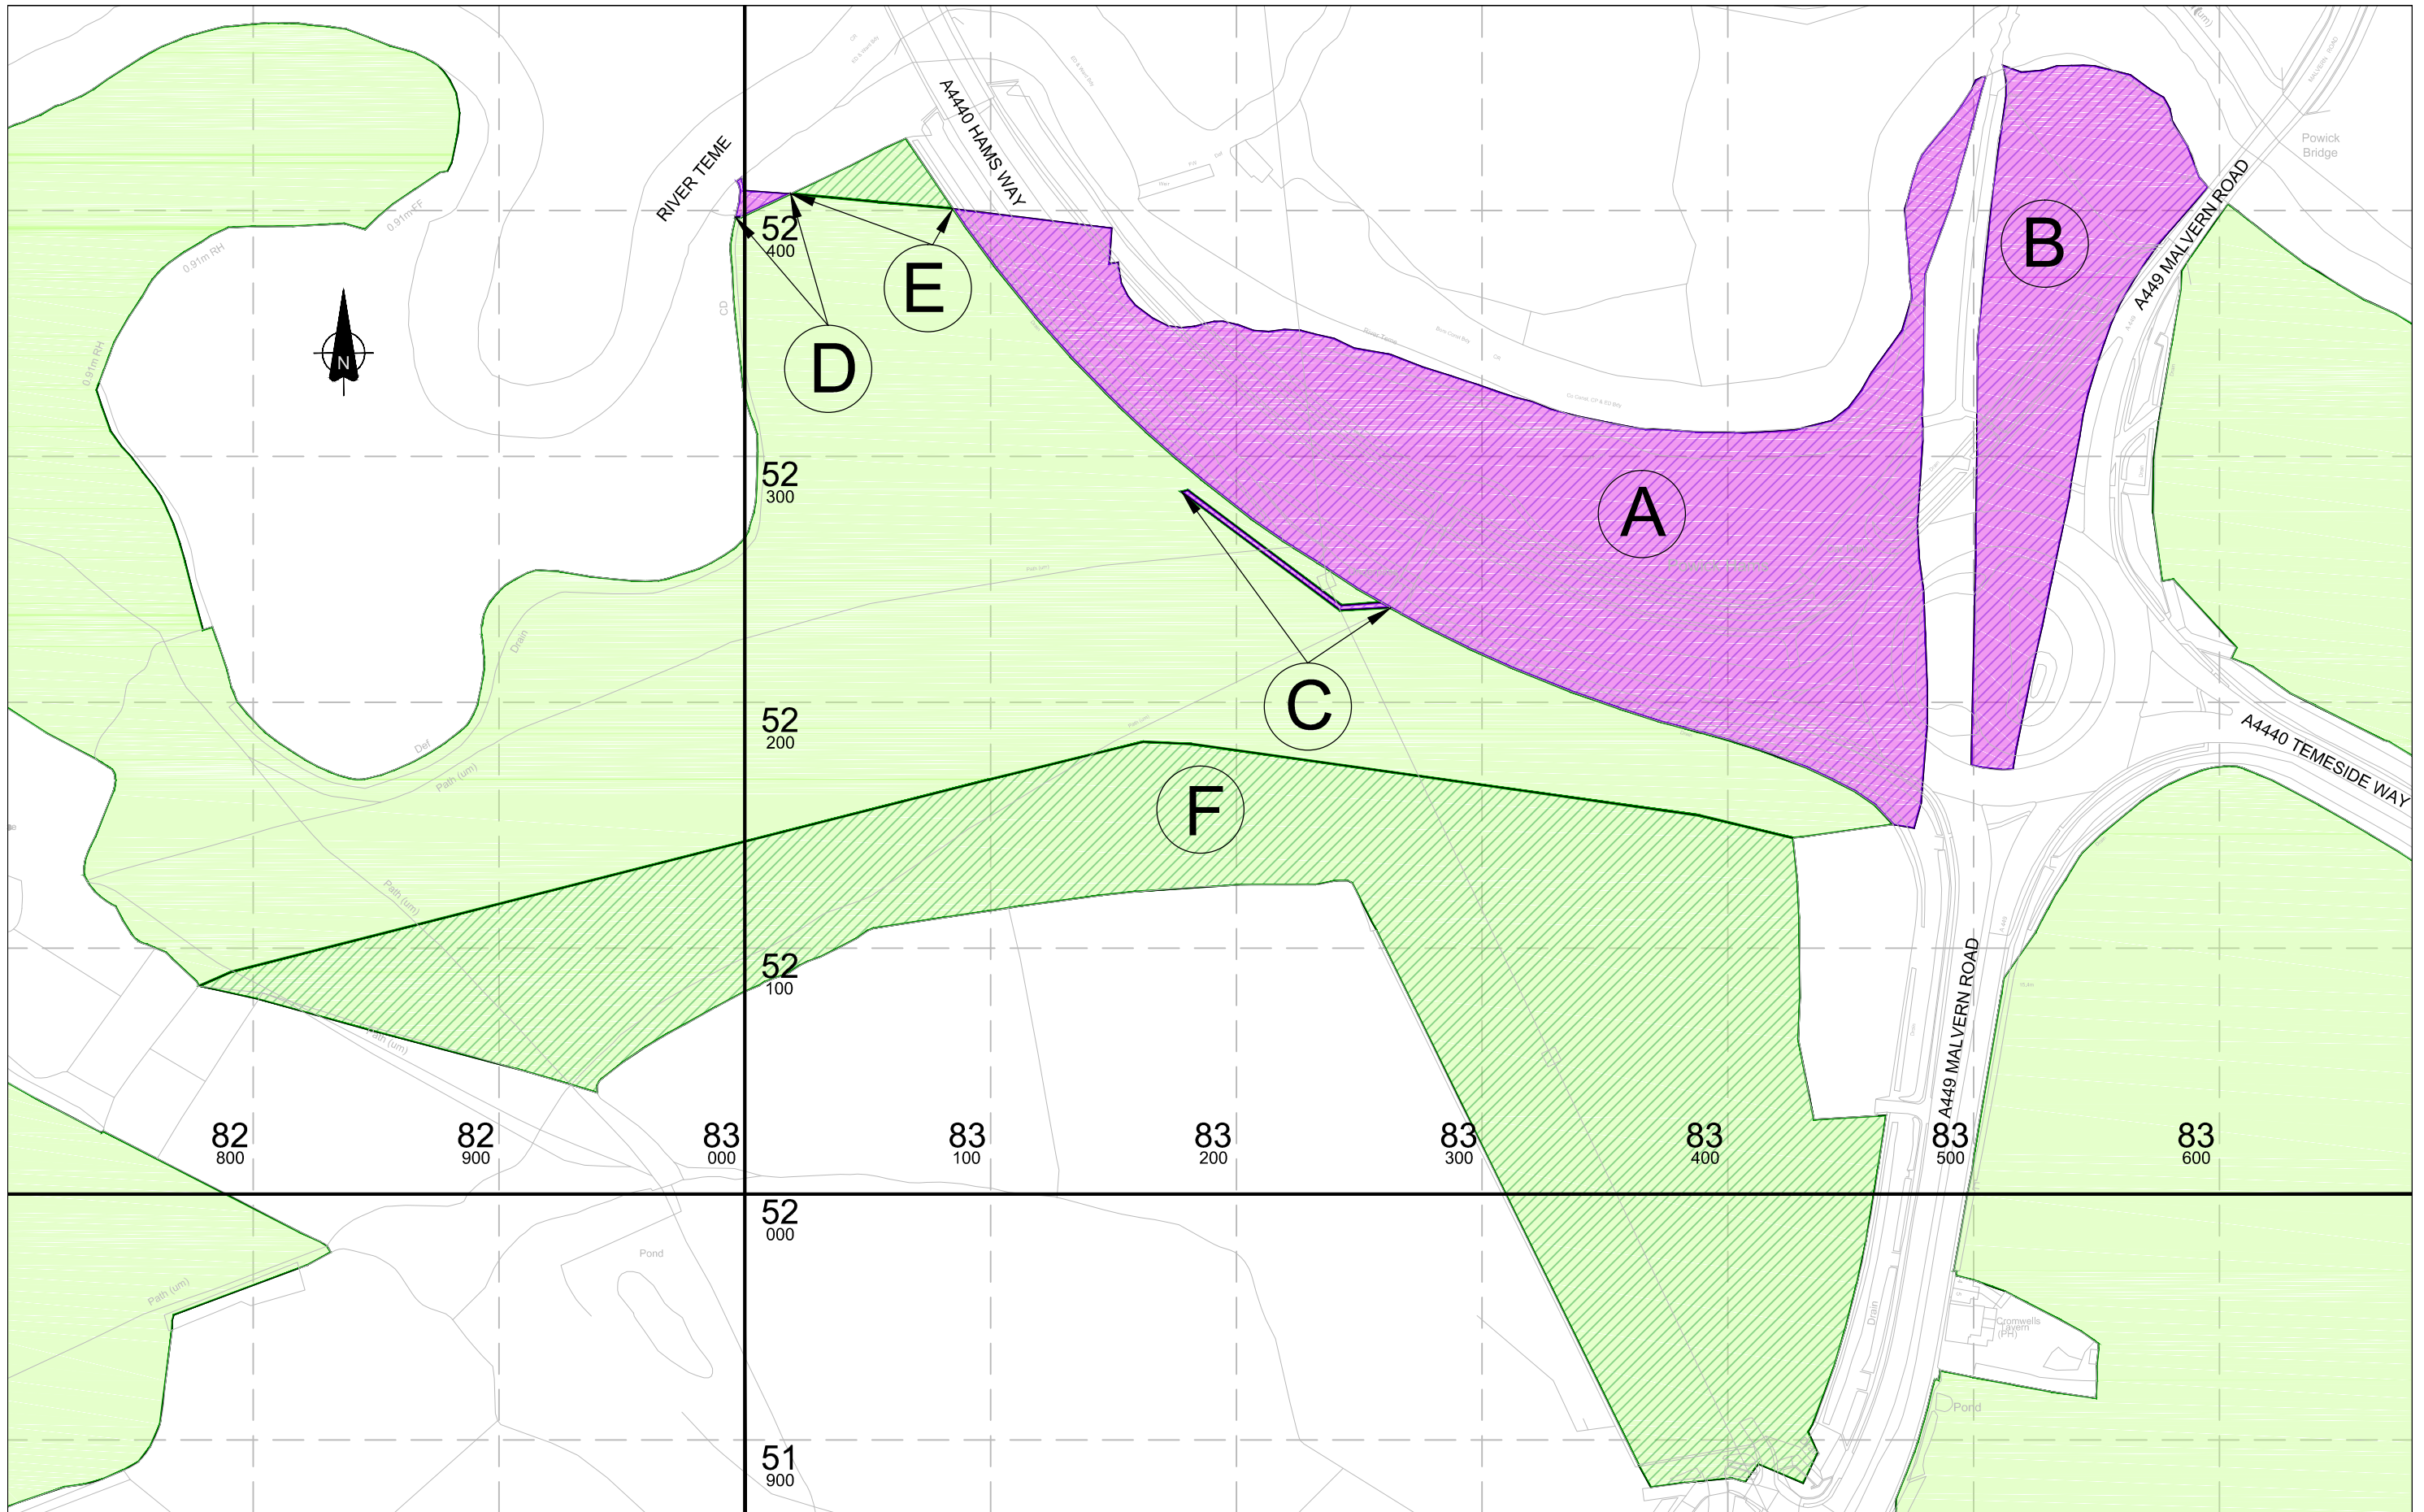 A4440 HAMS WAY
RIVER TEME
MALVERN ROAD
Powick
Bridge
A449 MALVERN ROAD
0.91m FF
0.91m RH
0.91m RH
CD
N
52
400
E
D
B
A
52
300
C
Drain
Def
Path (um)
52
200
F
A4440 TEMESIDE WAY
Path (um)
52
100
Path (um)
A449 MALVERN ROAD
82
800
82
900
83
000
83
100
83
200
83
300
83
400
83
500
83
600
52
000
Pond
Path (um)
Drain
Cromwells
Tavern
(PH)
Pond
51
900